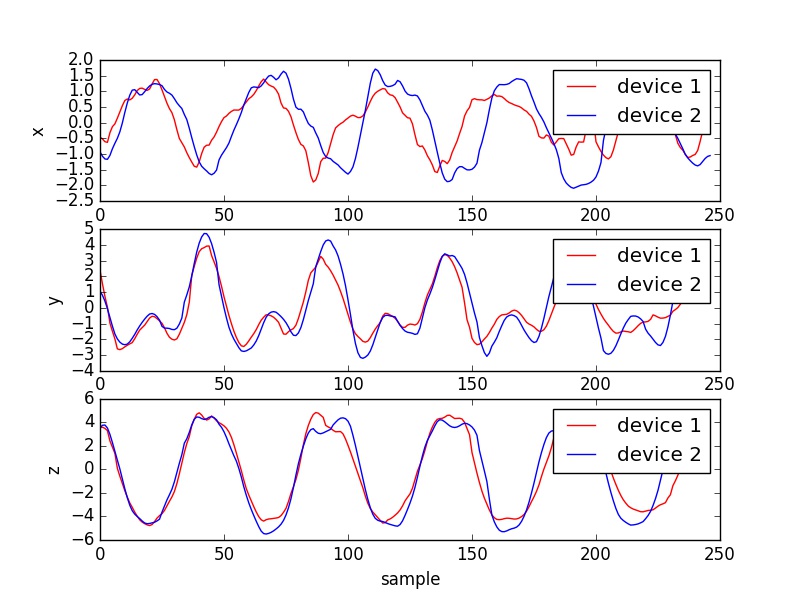 2.0
1.5
1.0
0.5
0.0
−0.5
−1.0
−1.5
−2.0
−2.5
x
device 1
device 2
0 50 100 150 200 250
5
4
3
2
1
0
−1
−2
−3
−4
y
device 1
device 2
0 50 100 150 200 250
6
4
2
0
−2
−4
−6
z
device 1
device 2
0 50 100 150 200 250
sample